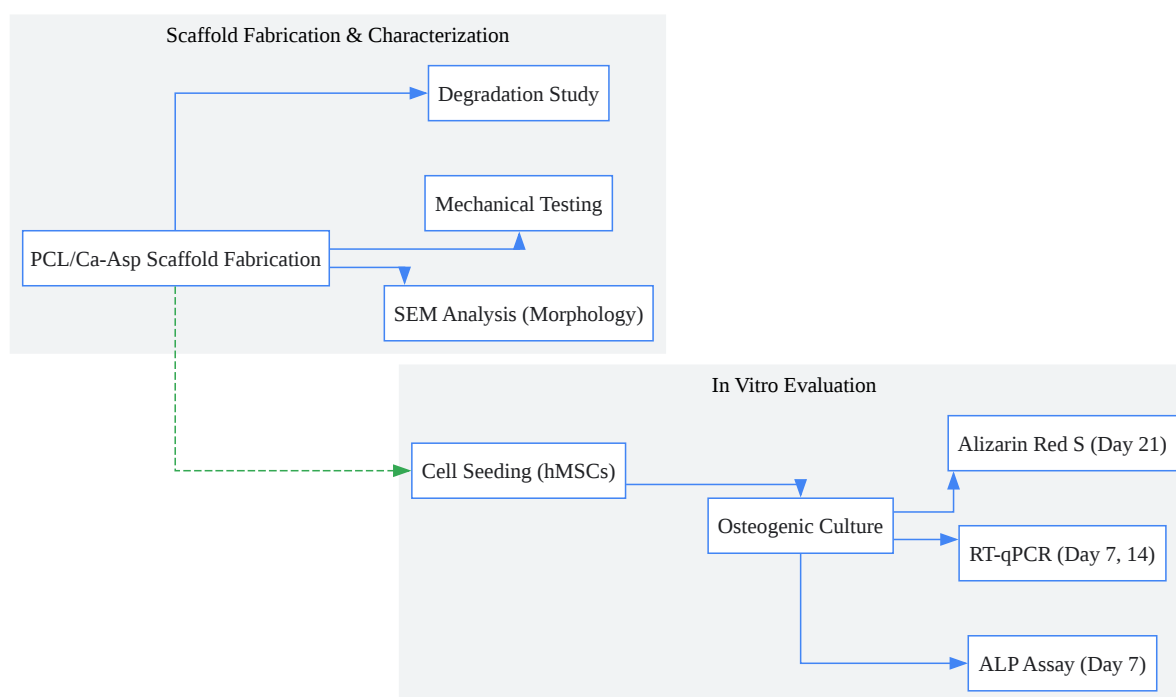 Scaffold Fabrication & Characterization
Degradation Study
Mechanical Testing
PCL/Ca-Asp Scaffold Fabrication
SEM Analysis (Morphology)
In Vitro Evaluation
Alizarin Red S (Day 21)
Cell Seeding (hMSCs)
Osteogenic Culture
RT-qPCR (Day 7, 14)
ALP Assay (Day 7)